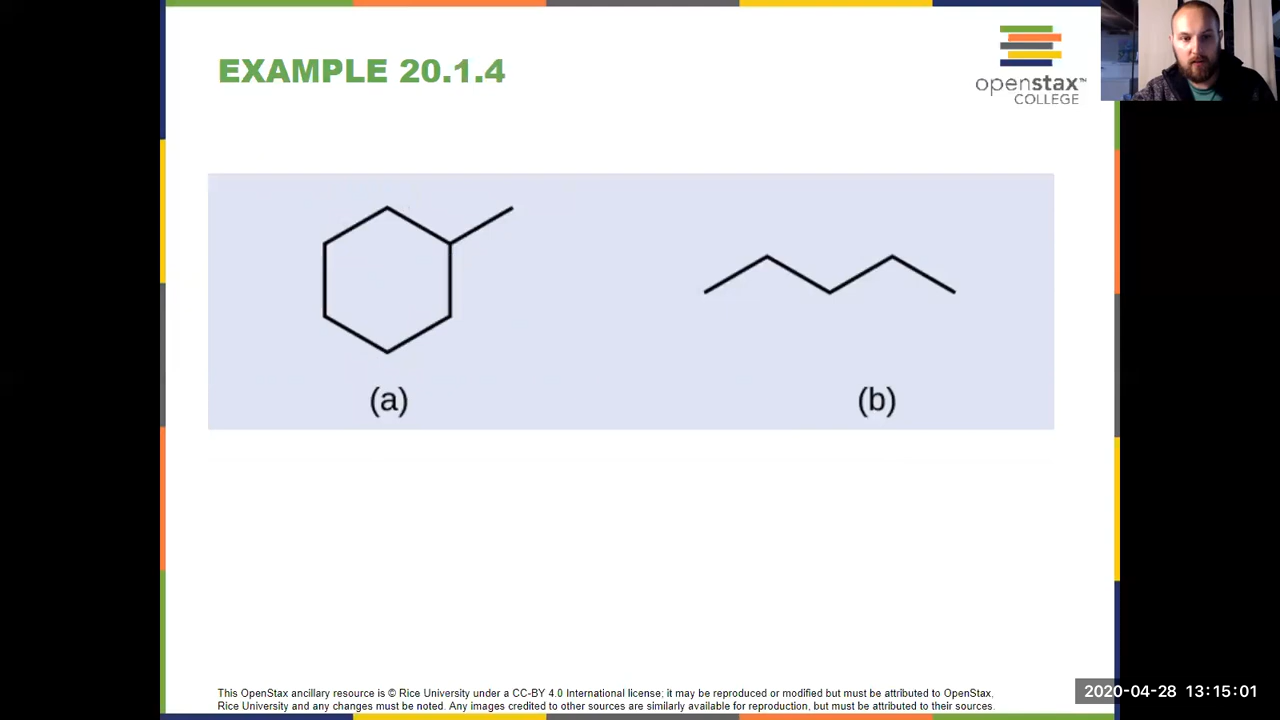 EXAMPLE 20.1.4
openstax™
COLLEGE
(a)
(b)
This OpenStax ancillary resource is © Rice University under a CC-BY 4.0 International license; it may be reproduced or modified but must be attributed to OpenStax,
Rice University and any changes must be noted. Any images credited to other sources are similarly available for reproduction, but must be attributed to their sources.
2020-04-28 13:15:01